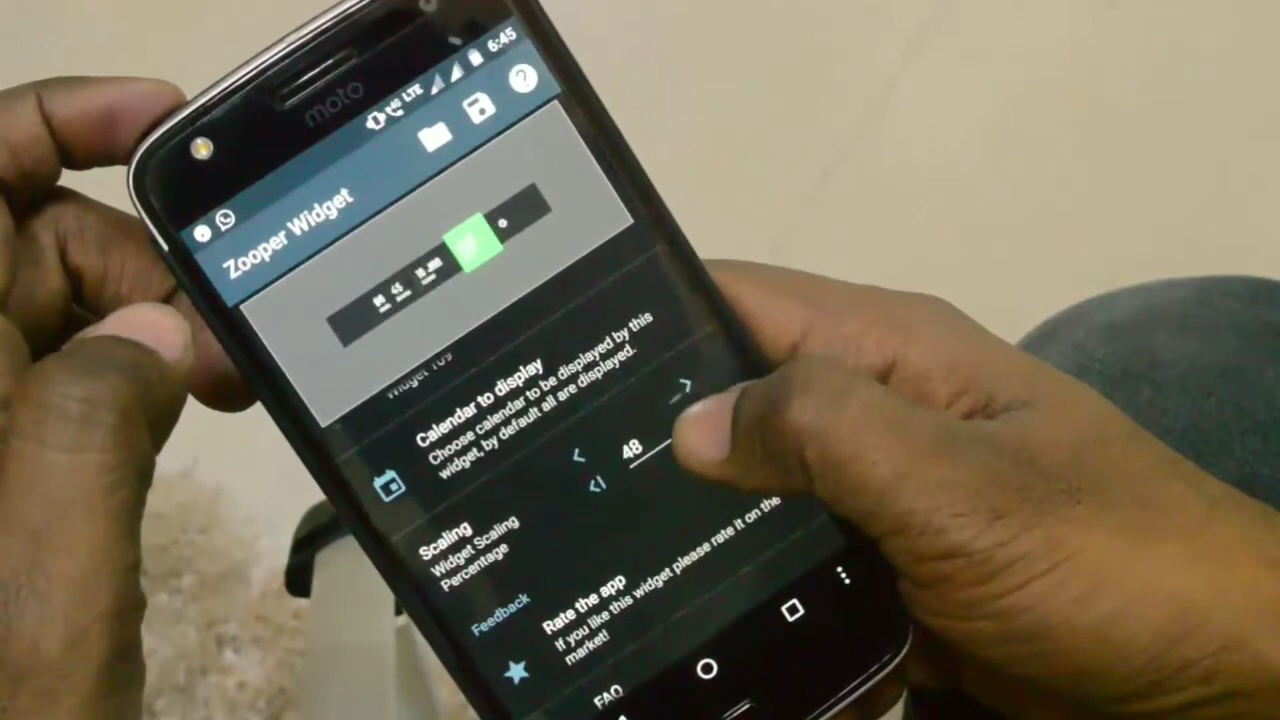 moto
LTE
6:45
Zooper Widget
Calendar to display
Choose calendar to be displayed by this
widget, by default all are displayed.
48
Scaling
Widget Scaling
Percentage
Feedback
Rate the app
If you like this widget please rate it on the
market!
FAQ